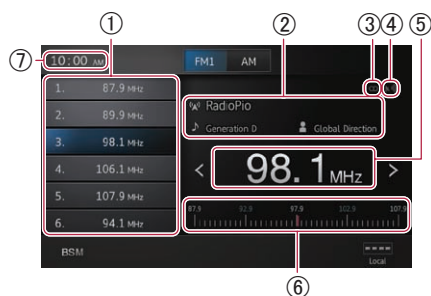 ① ② ③ ④ ⑤
⑦ 10:00 AM FM1 AM
1. 87.9 MHz
2. 89.9 MHz
3. 98.1 MHz
4. 106.1 MHz
5. 107.9 MHz
6. 94.1 MHz
RadioPio
Generation D Global Direction
< 98.1 MHz >
87.9 92.9 97.9 102.9 107.9
BSM
Local
⑥